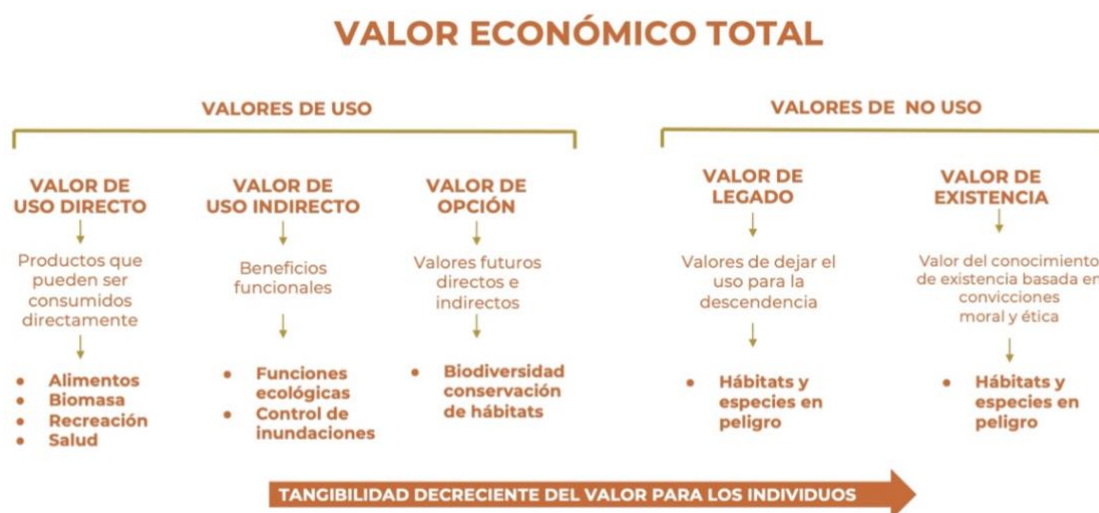 VALOR ECONÓMICO TOTAL
VALORES DE USO
VALORES DE NO USO
VALOR DE
USO DIRECTO
Productos que
pueden ser
consumidos
directamente
• Alimentos
• Biomasa
• Recreación
• Salud
VALOR DE
USO INDIRECTO
Beneficios
funcionales
• Funciones
ecológicas
• Control de
inundaciones
VALOR DE
OPCIÓN
Valores futuros
directos e
indirectos
• Biodiversidad
conservación
de hábitats
VALOR DE
LEGADO
Valores de dejar el
uso para la
descendencia
• Hábitats y
especies en
peligro
VALOR DE
EXISTENCIA
Valor del conocimiento
de existencia basada en
convicciones
moral y ética
• Hábitats y
especies en
peligro
TANGIBILIDAD DECRECIENTE DEL VALOR PARA LOS INDIVIDUOS